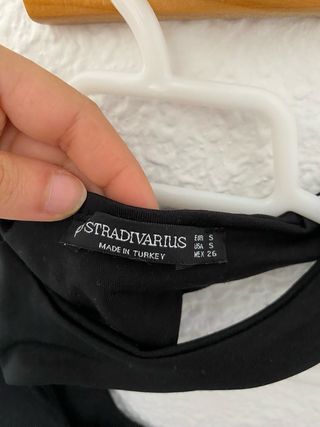 STRADIVARIUS
MADE IN TURKEY
EUR S
USA S
MEX 26